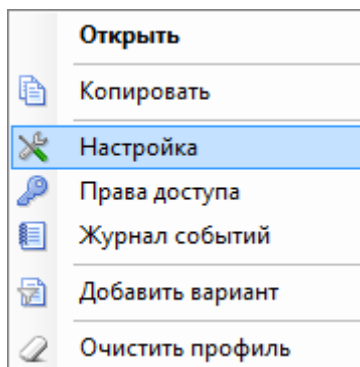 Открыть
Копировать
Настройка
Права доступа
Журнал событий
Добавить вариант
Очистить профиль